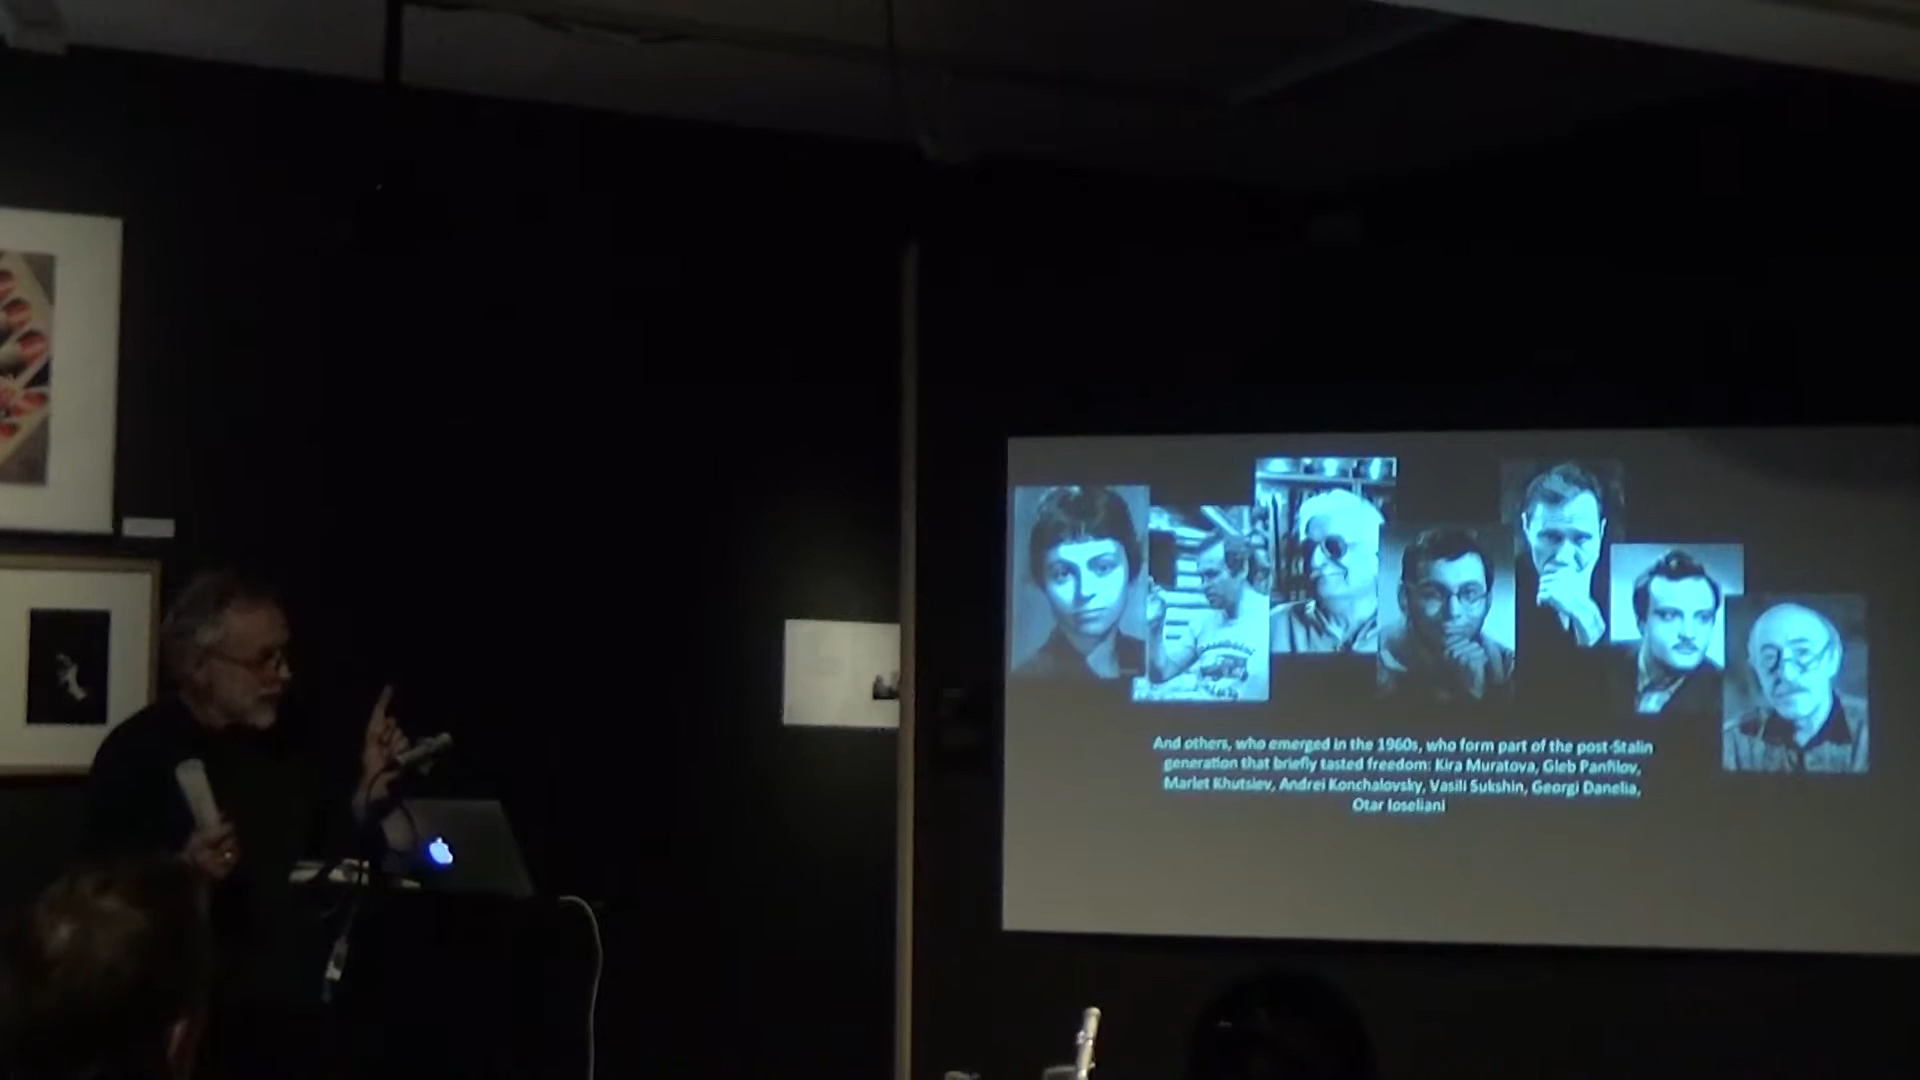 And others, who emerged in the 1960s, who form part of the post-Stalin
generation that briefly tasted freedom: Kira Muratova, Gleb Panfilov,
Marlet Khutsiev, Andrei Konchalovsky, Vasili Sukshin, Georgi Danelia,
Otar Ioseliani